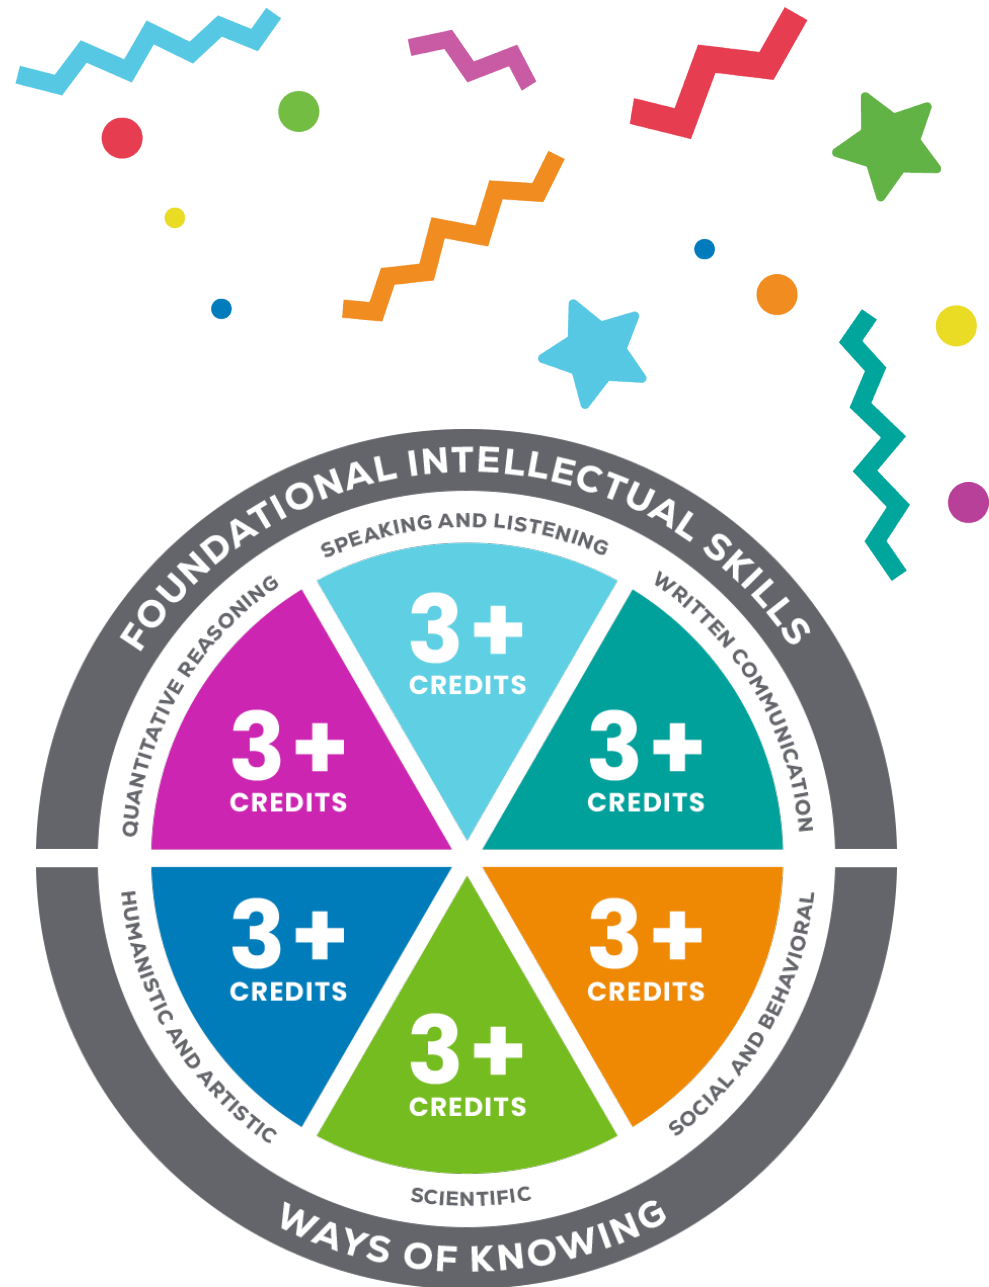 FOUNDATIONAL INTELLECTUAL SKILLS
SPEAKING AND LISTENING
QUANTITATIVE REASONING
WRITTEN COMMUNICATION
3+
CREDITS
3+
CREDITS
3+
CREDITS
3+
CREDITS
3+
CREDITS
3+
CREDITS
HUMANISTIC AND ARTISTIC
SOCIAL AND BEHAVIORAL
SCIENTIFIC
WAYS OF KNOWING